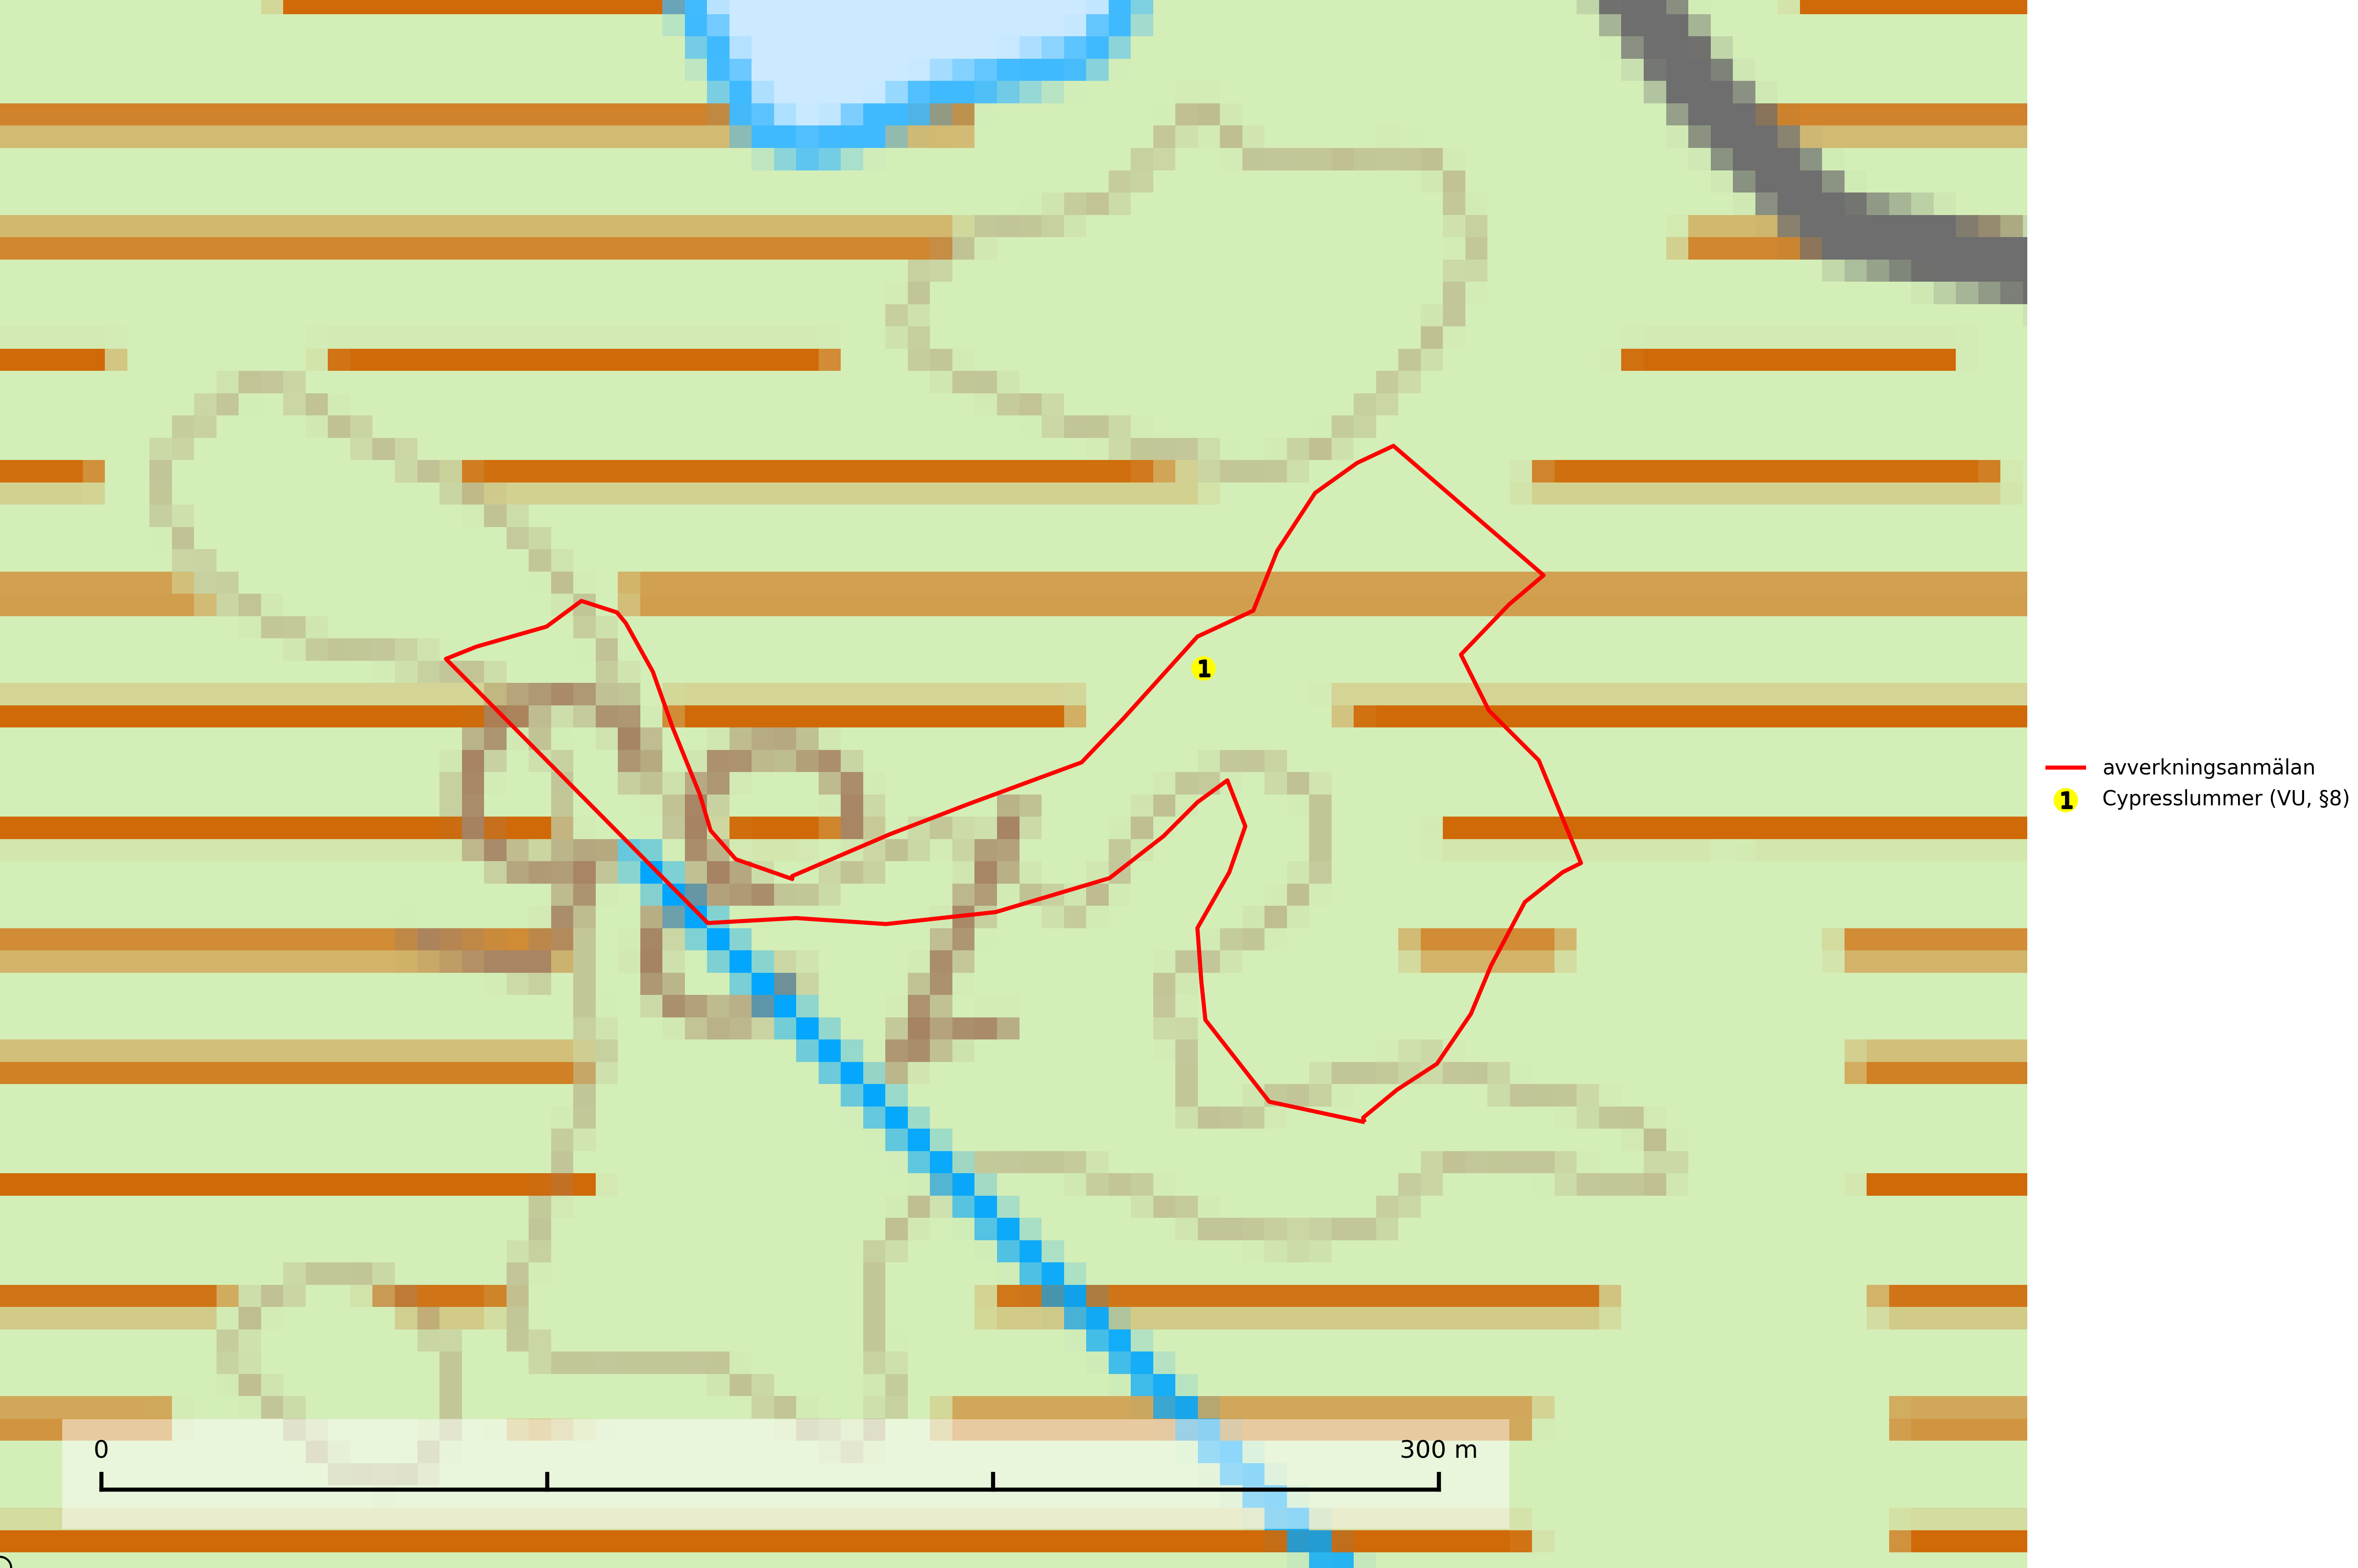 1
avverkningsanmälan
1 Cypresslummer (VU, §8)
0 300 m